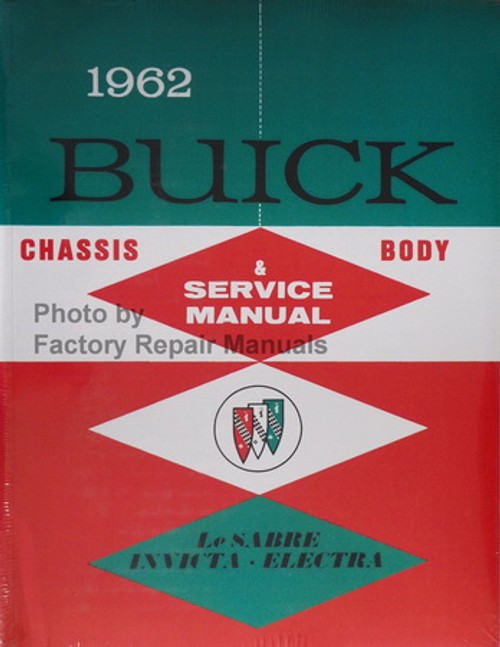 1962
BUICK
CHASSIS & BODY
SERVICE
MANUAL
Photo by
Factory Repair Manuals
Le SABRE
INVICTA · ELECTRA